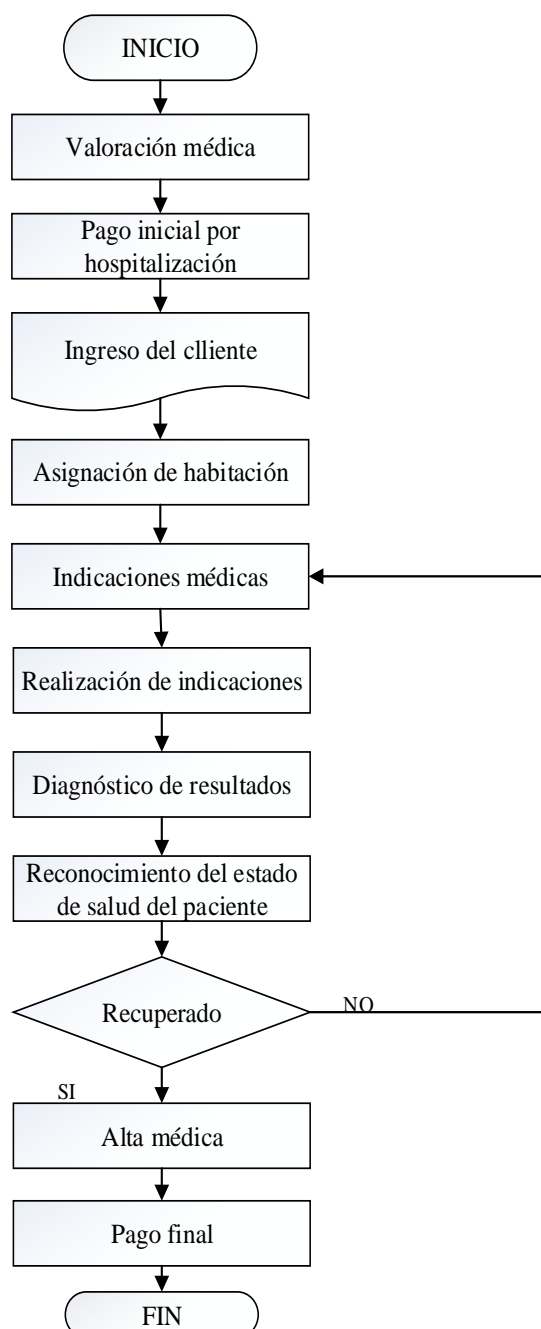 INICIO
Valoración médica
Pago inicial por
hospitalización
Ingreso del clliente
Asignación de habitación
Indicaciones médicas
Realización de indicaciones
Diagnóstico de resultados
Reconocimiento del estado
de salud del paciente
Recuperado
NO
SI
Alta médica
Pago final
FIN